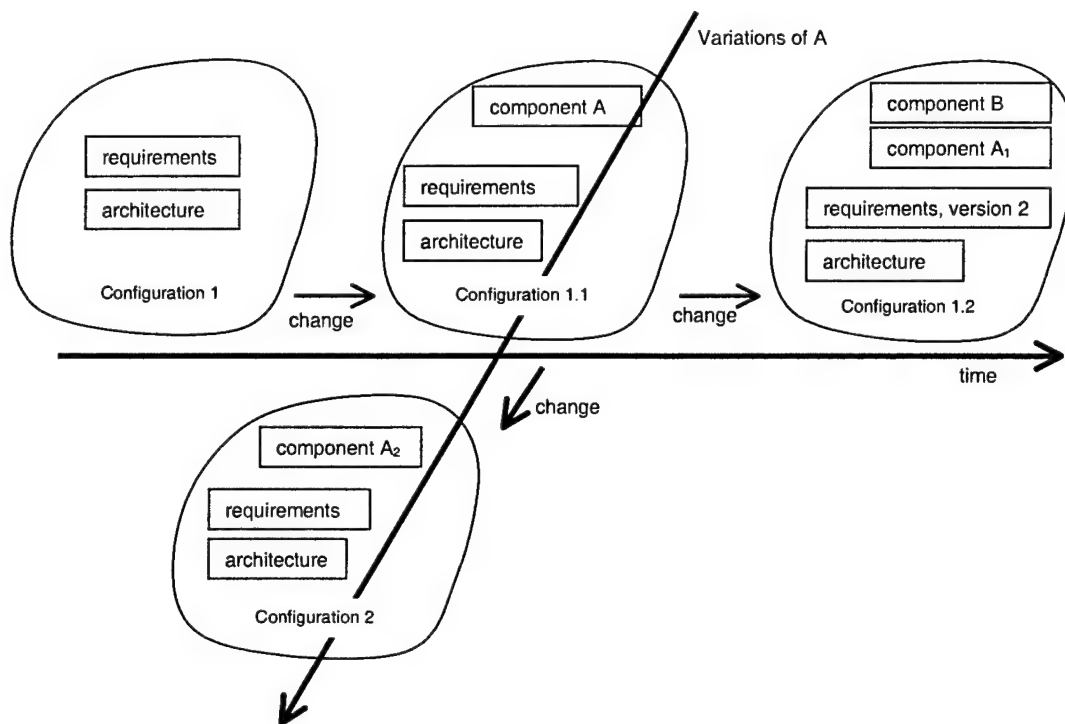 Variations of A
requirements
architecture
Configuration 1
change
component A
requirements
architecture
Configuration 1.1
change
component B
component A₁
requirements, version 2
architecture
Configuration 1.2
time
change
component A₂
requirements
architecture
Configuration 2